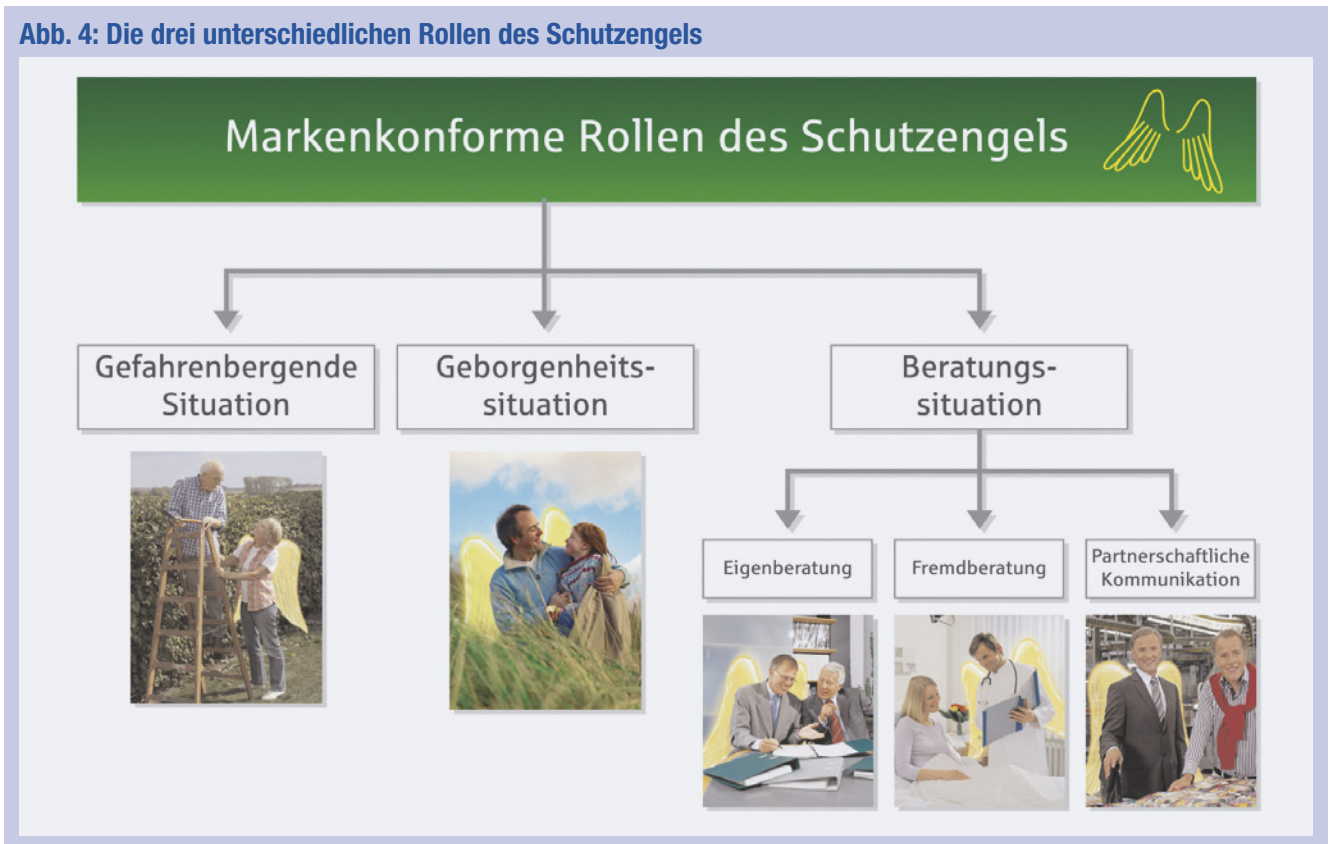 Abb. 4: Die drei unterschiedlichen Rollen des Schutzengels
Markenkonforme Rollen des Schutzengels
Gefahrenbergende
Situation
Geborgenheits-
situation
Beratungs-
situation
Eigenberatung
Fremdberatung
Partnerschaftliche
Kommunikation